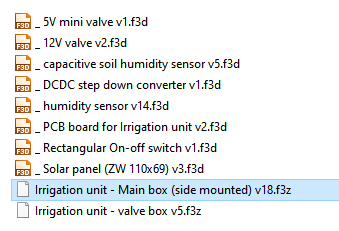 _ 5V mini valve v1.f3d
_ 12V valve v2.f3d
_ capacitive soil humidity sensor v5.f3d
_ DCDC step down converter v1.f3d
_ humidity sensor v14.f3d
_ PCB board for Irrigation unit v2.f3d
_ Rectangular On-off switch v1.f3d
_ Solar panel (ZW 110x69) v3.f3d
Irrigation unit - Main box (side mounted) v18.f3z
Irrigation unit - valve box v5.f3z